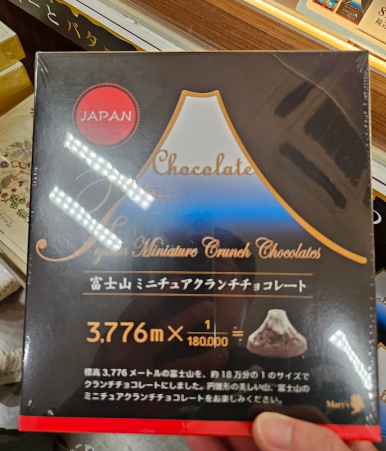 JAPAN
Chocolate
Fujisan Miniature Crunch Chocolates
富士山 ミニチュアクランチチョコレート
3,776m × 1/180,000 ≒
標高3,776メートルの富士山を、約18万分の1のサイズで
クランチチョコレートにしました。円錐形の美しい山、富士山の
ミニチュアクランチチョコレートをお楽しみください。
Mary's